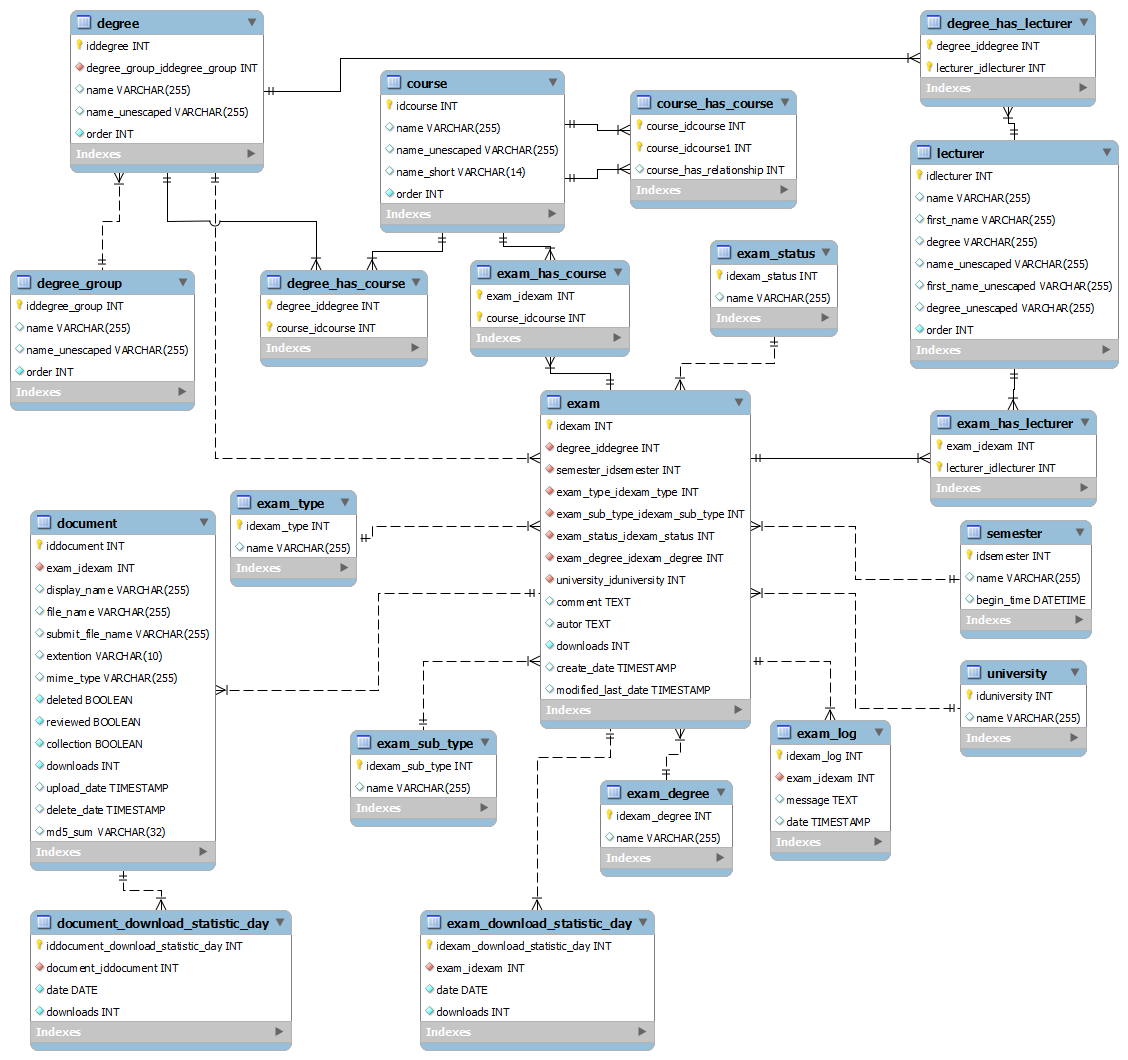 degree
iddegree INT
degree_group_iddegree_group INT
name VARCHAR(255)
name_unescaped VARCHAR(255)
order INT
Indexes
course
idcourse INT
name VARCHAR(255)
name_unescaped VARCHAR(255)
name_short VARCHAR(14)
order INT
Indexes
course_has_course
course_idcourse INT
course_idcourse1 INT
course_has_relationship INT
Indexes
degree_has_lecturer
degree_iddegree INT
lecturer_idlecturer INT
Indexes
lecturer
idlecturer INT
name VARCHAR(255)
first_name VARCHAR(255)
degree VARCHAR(255)
name_unescaped VARCHAR(255)
first_name_unescaped VARCHAR(255)
degree_unescaped VARCHAR(255)
order INT
Indexes
degree_group
iddegree_group INT
name VARCHAR(255)
name_unescaped VARCHAR(255)
order INT
Indexes
degree_has_course
degree_iddegree INT
course_idcourse INT
Indexes
exam_has_course
exam_idexam INT
course_idcourse INT
Indexes
exam_status
idexam_status INT
name VARCHAR(255)
Indexes
exam
idexam INT
degree_iddegree INT
semester_idsemester INT
exam_type_idexam_type INT
exam_sub_type_idexam_sub_type INT
exam_status_idexam_status INT
exam_degree_idexam_degree INT
university_iduniversity INT
comment TEXT
autor TEXT
downloads INT
create_date TIMESTAMP
modified_last_date TIMESTAMP
Indexes
exam_has_lecturer
exam_idexam INT
lecturer_idlecturer INT
Indexes
exam_type
idexam_type INT
name VARCHAR(255)
Indexes
document
iddocument INT
exam_idexam INT
display_name VARCHAR(255)
file_name VARCHAR(255)
submit_file_name VARCHAR(255)
extention VARCHAR(10)
mime_type VARCHAR(255)
deleted BOOLEAN
reviewed BOOLEAN
collection BOOLEAN
downloads INT
upload_date TIMESTAMP
delete_date TIMESTAMP
md5_sum VARCHAR(32)
Indexes
semester
idsemester INT
name VARCHAR(255)
begin_time DATETIME
Indexes
university
iduniversity INT
name VARCHAR(255)
Indexes
exam_sub_type
idexam_sub_type INT
name VARCHAR(255)
Indexes
exam_degree
idexam_degree INT
name VARCHAR(255)
Indexes
exam_log
idexam_log INT
exam_idexam INT
message TEXT
date TIMESTAMP
Indexes
document_download_statistic_day
iddocument_download_statistic_day INT
document_iddocument INT
date DATE
downloads INT
Indexes
exam_download_statistic_day
idexam_download_statistic_day INT
exam_idexam INT
date DATE
downloads INT
Indexes